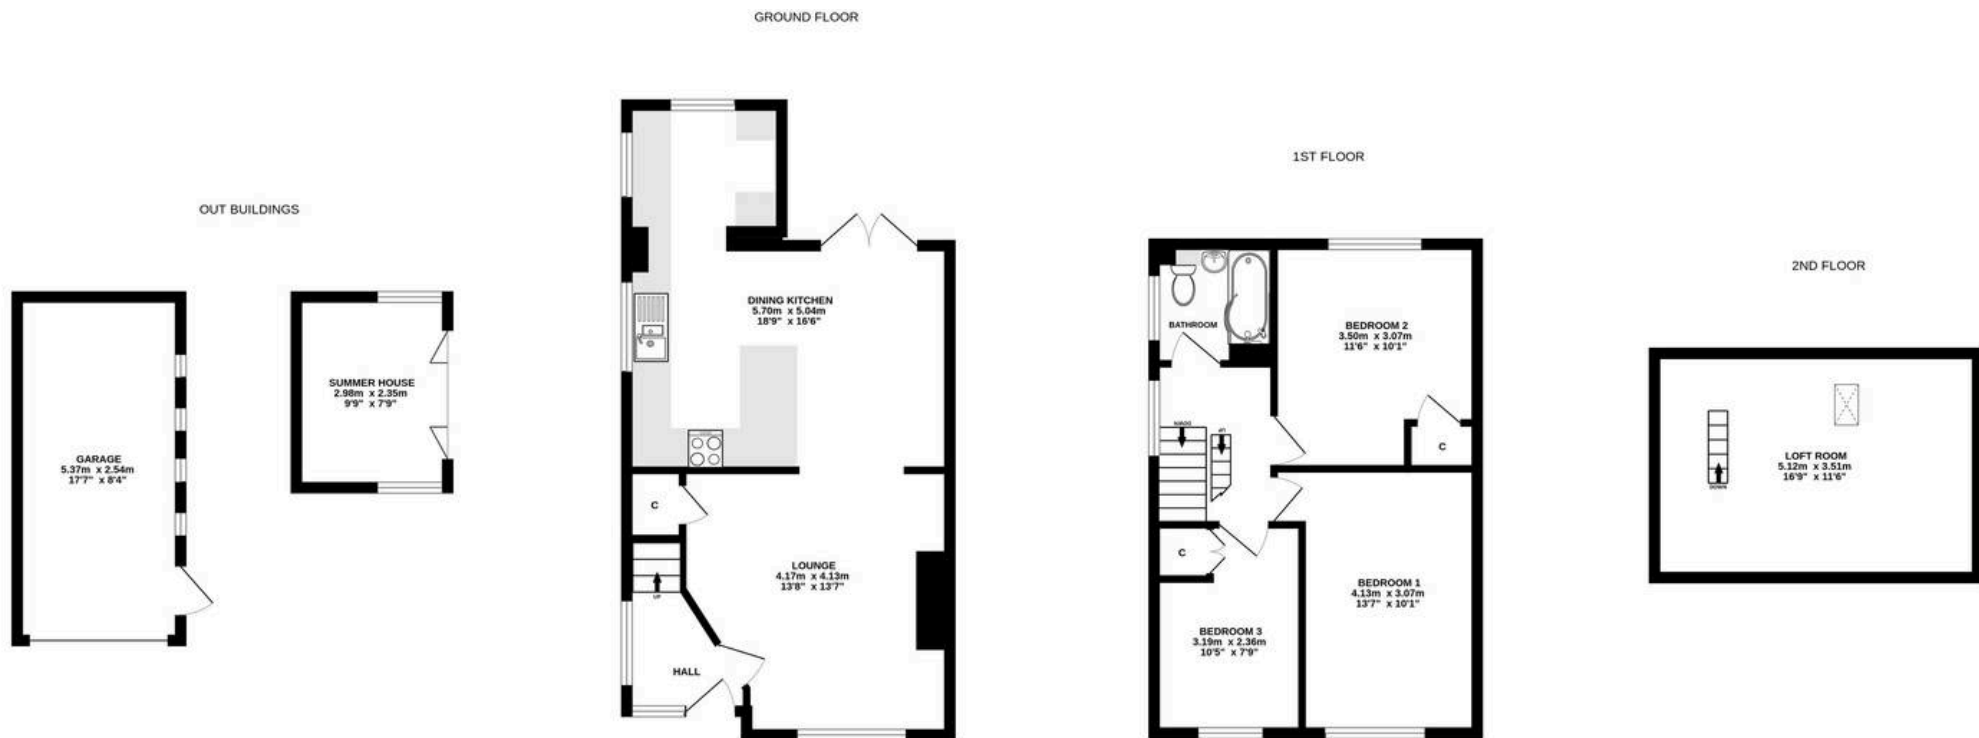 OUT BUILDINGS
GARAGE
5.37m x 2.54m
17'7" x 8'4"
SUMMER HOUSE
2.98m x 2.35m
9'9" x 7'9"
GROUND FLOOR
DINING KITCHEN
5.70m x 5.04m
18'9" x 16'6"
C
LOUNGE
4.17m x 4.13m
13'8" x 13'7"
UP
HALL
1ST FLOOR
BATHROOM
BEDROOM 2
3.50m x 3.07m
11'6" x 10'1"
DOWN
UP
C
C
BEDROOM 1
4.13m x 3.07m
13'7" x 10'1"
BEDROOM 3
3.19m x 2.36m
10'5" x 7'9"
2ND FLOOR
LOFT ROOM
5.12m x 3.51m
16'9" x 11'6"
DOWN